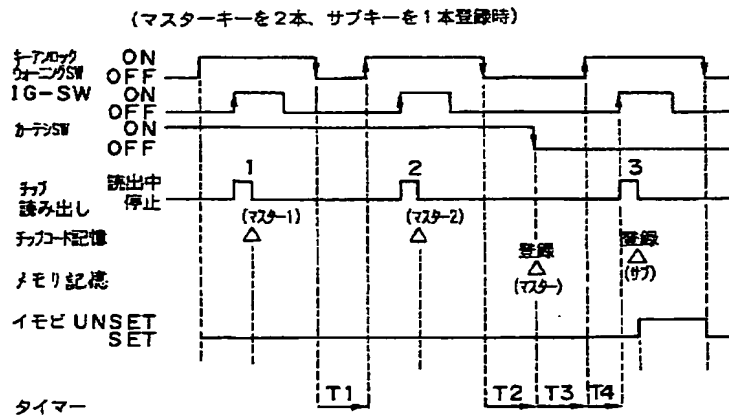 (マスターキーを2本、サブキーを1本登録時)
キーアンロック ON
ウォーニングSW OFF
IG-SW ON
OFF
カーテシSW ON
OFF
1 2 3
チップ 読出中
読み出し 停止
(マスター1) (マスター2)
チップコード記憶 △ △ 登録 登録
メモリ記憶 △ △
(マスター) (サブ)
イモビ UNSET
SET
タイマー T1 T2 T3 T4